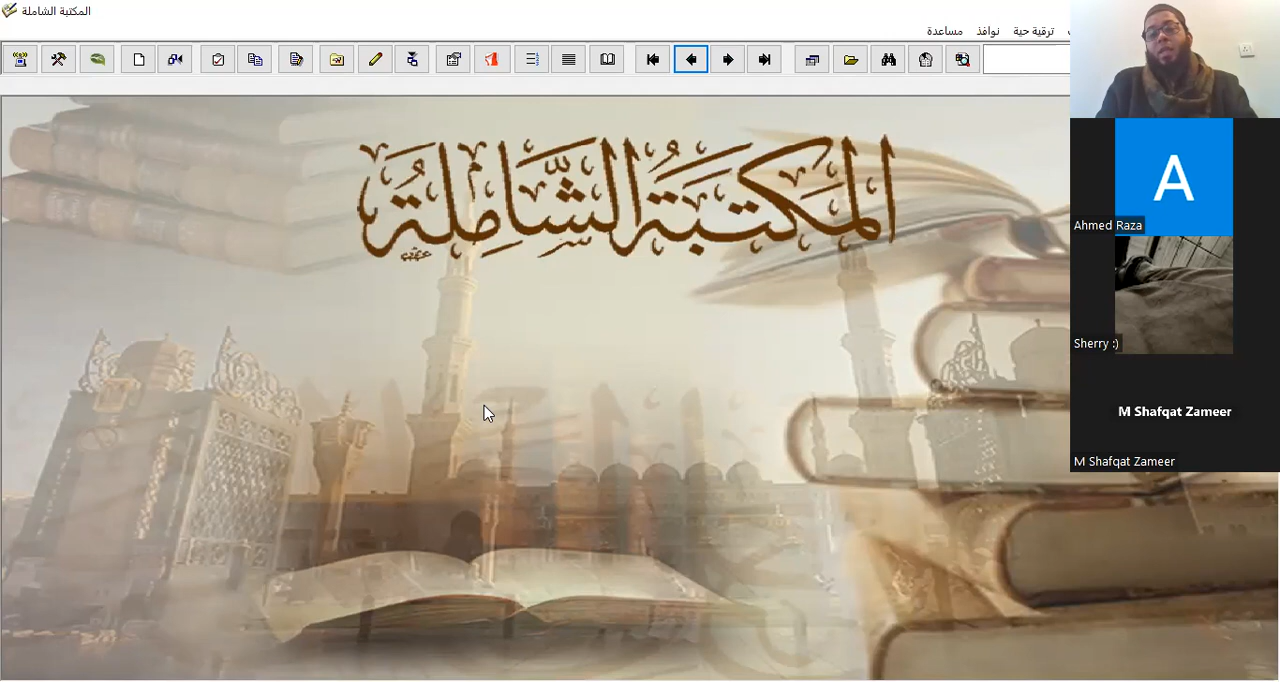 المكتبة الشاملة
مساعدة نوافذ ترقية حية
المكتبة الشاملة
A
Ahmed Raza
Sherry :)
M Shafqat Zameer
M Shafqat Zameer